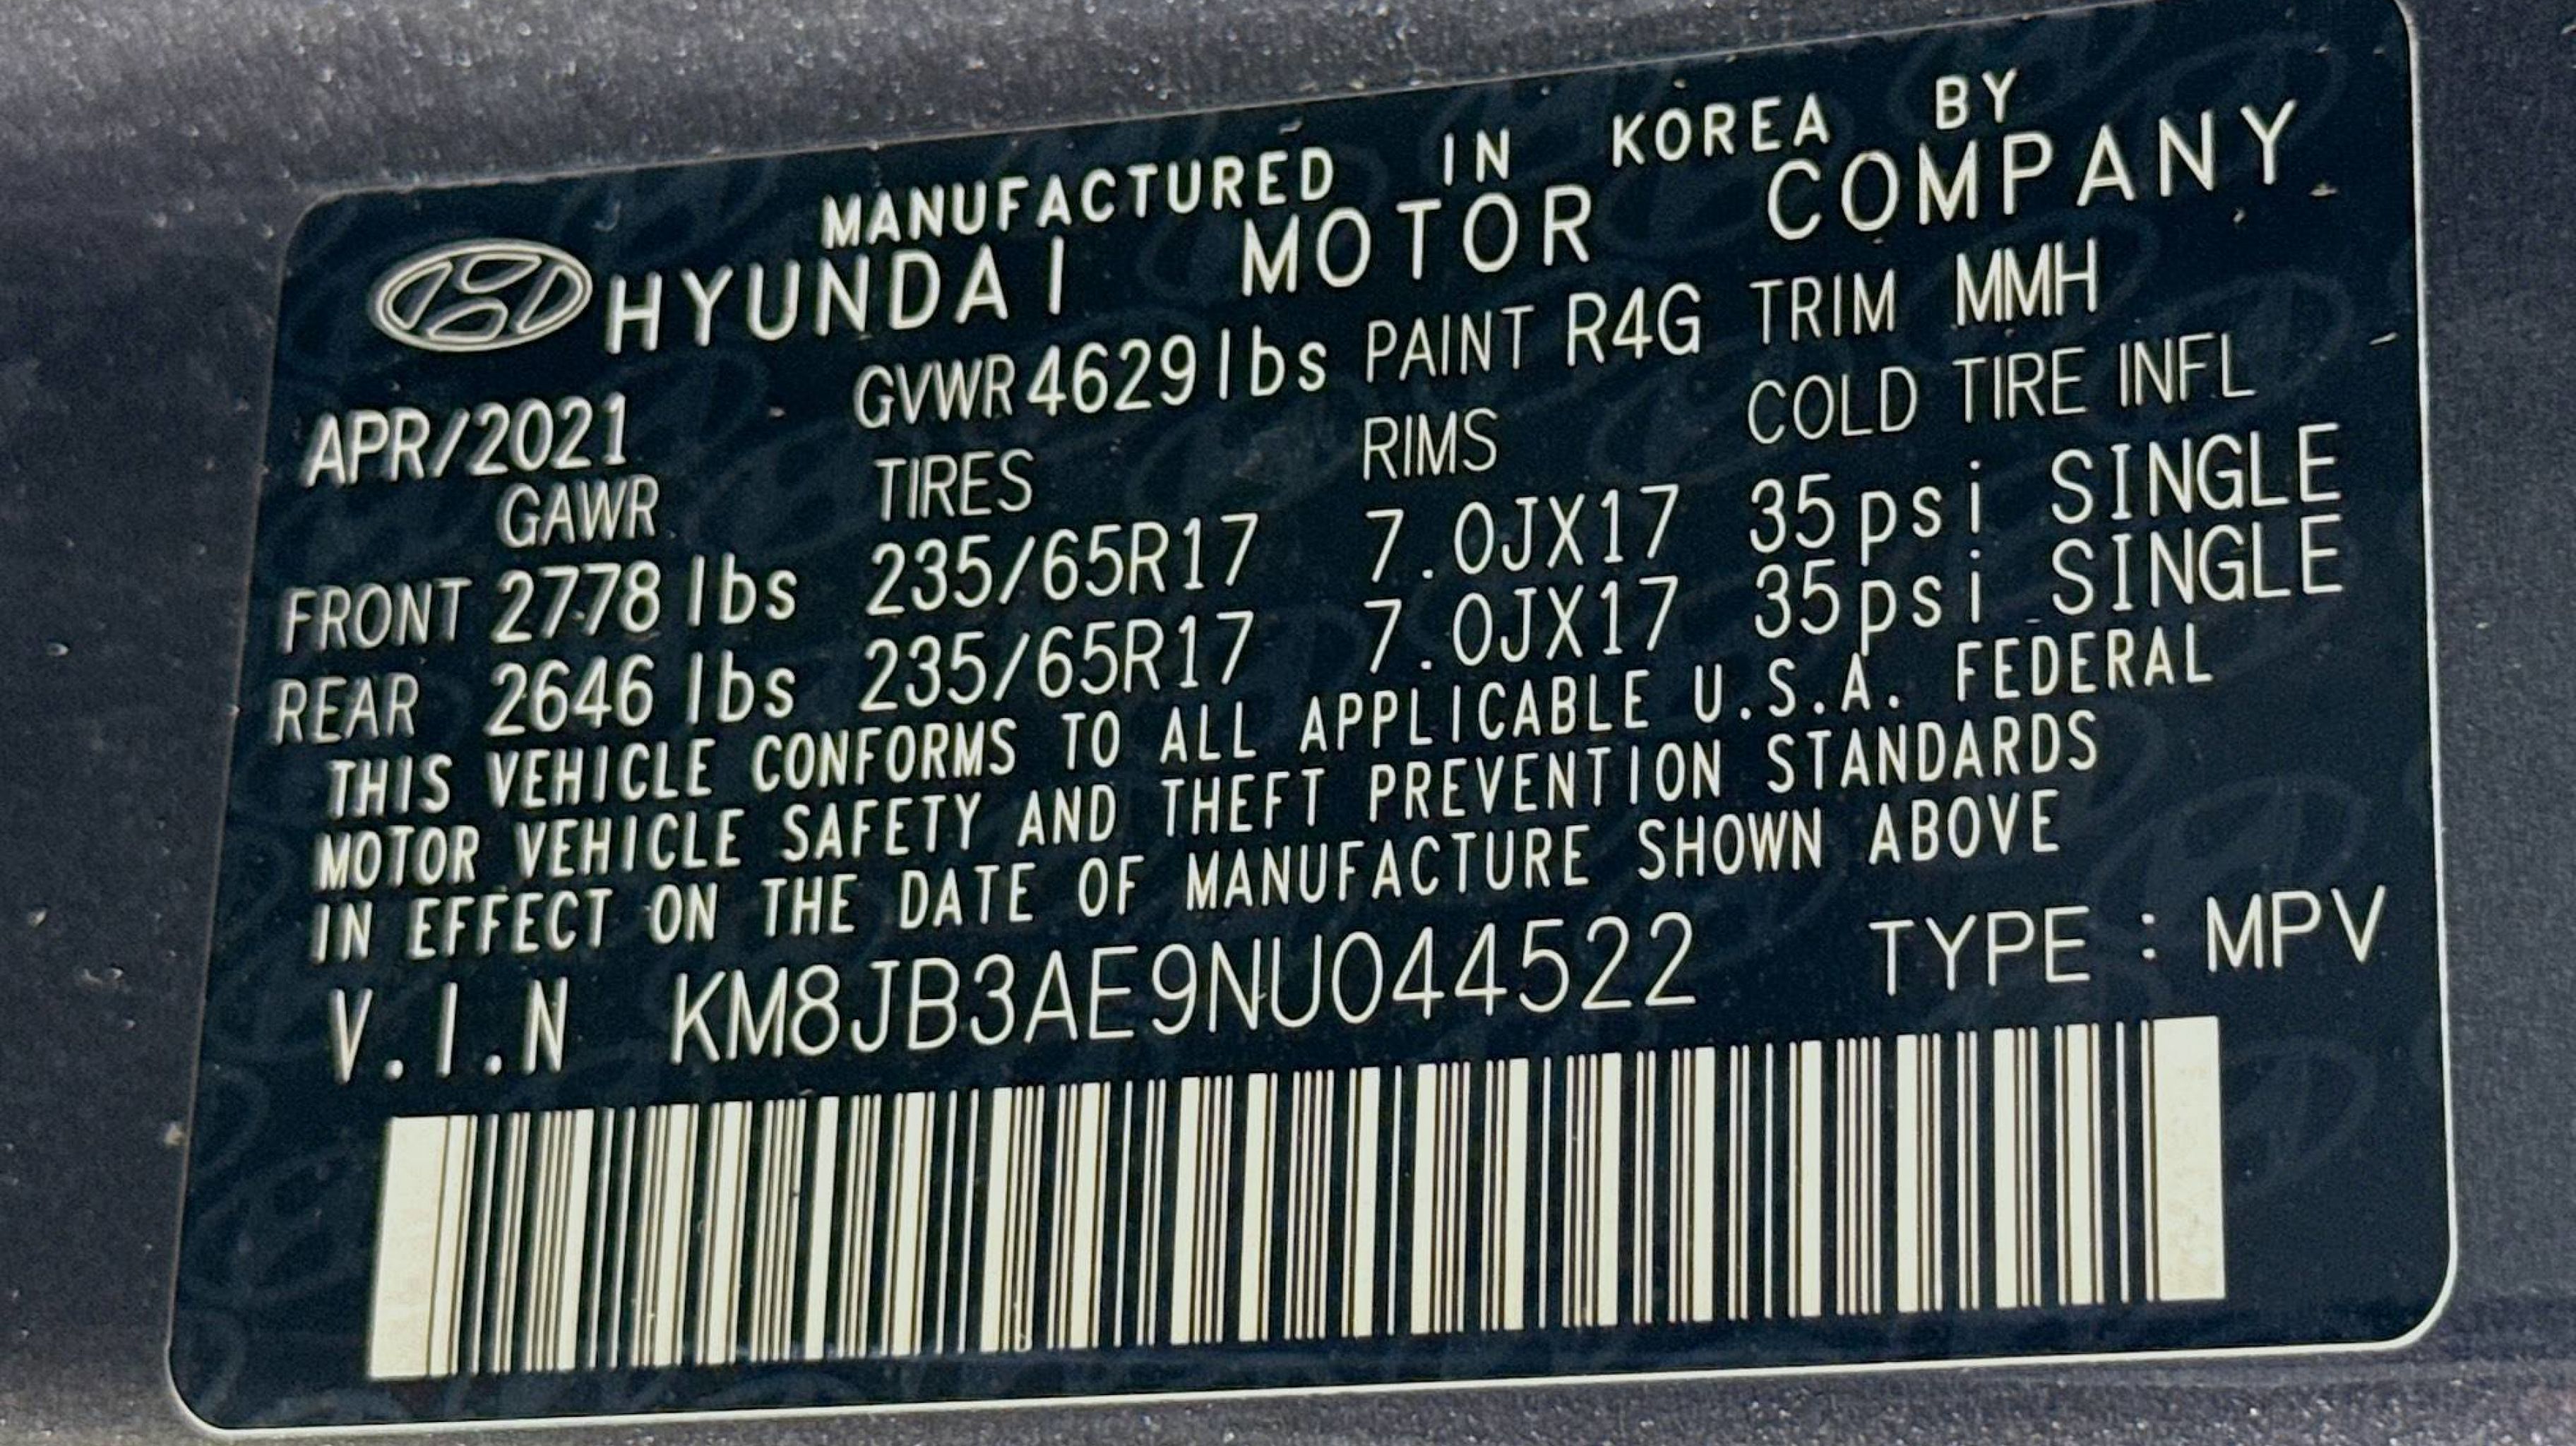 MANUFACTURED IN KOREA BY
HYUNDAI MOTOR COMPANY
APR/2021 GVWR 4629 lbs PAINT R4G TRIM MMH
GAWR TIRES RIMS COLD TIRE INFL
FRONT 2778 lbs 235/65R17 7.0JX17 35psi SINGLE
REAR 2646 lbs 235/65R17 7.0JX17 35psi SINGLE
THIS VEHICLE CONFORMS TO ALL APPLICABLE U.S.A. FEDERAL
MOTOR VEHICLE SAFETY AND THEFT PREVENTION STANDARDS
IN EFFECT ON THE DATE OF MANUFACTURE SHOWN ABOVE
V.I.N KM8JB3AE9NU044522 TYPE : MPV